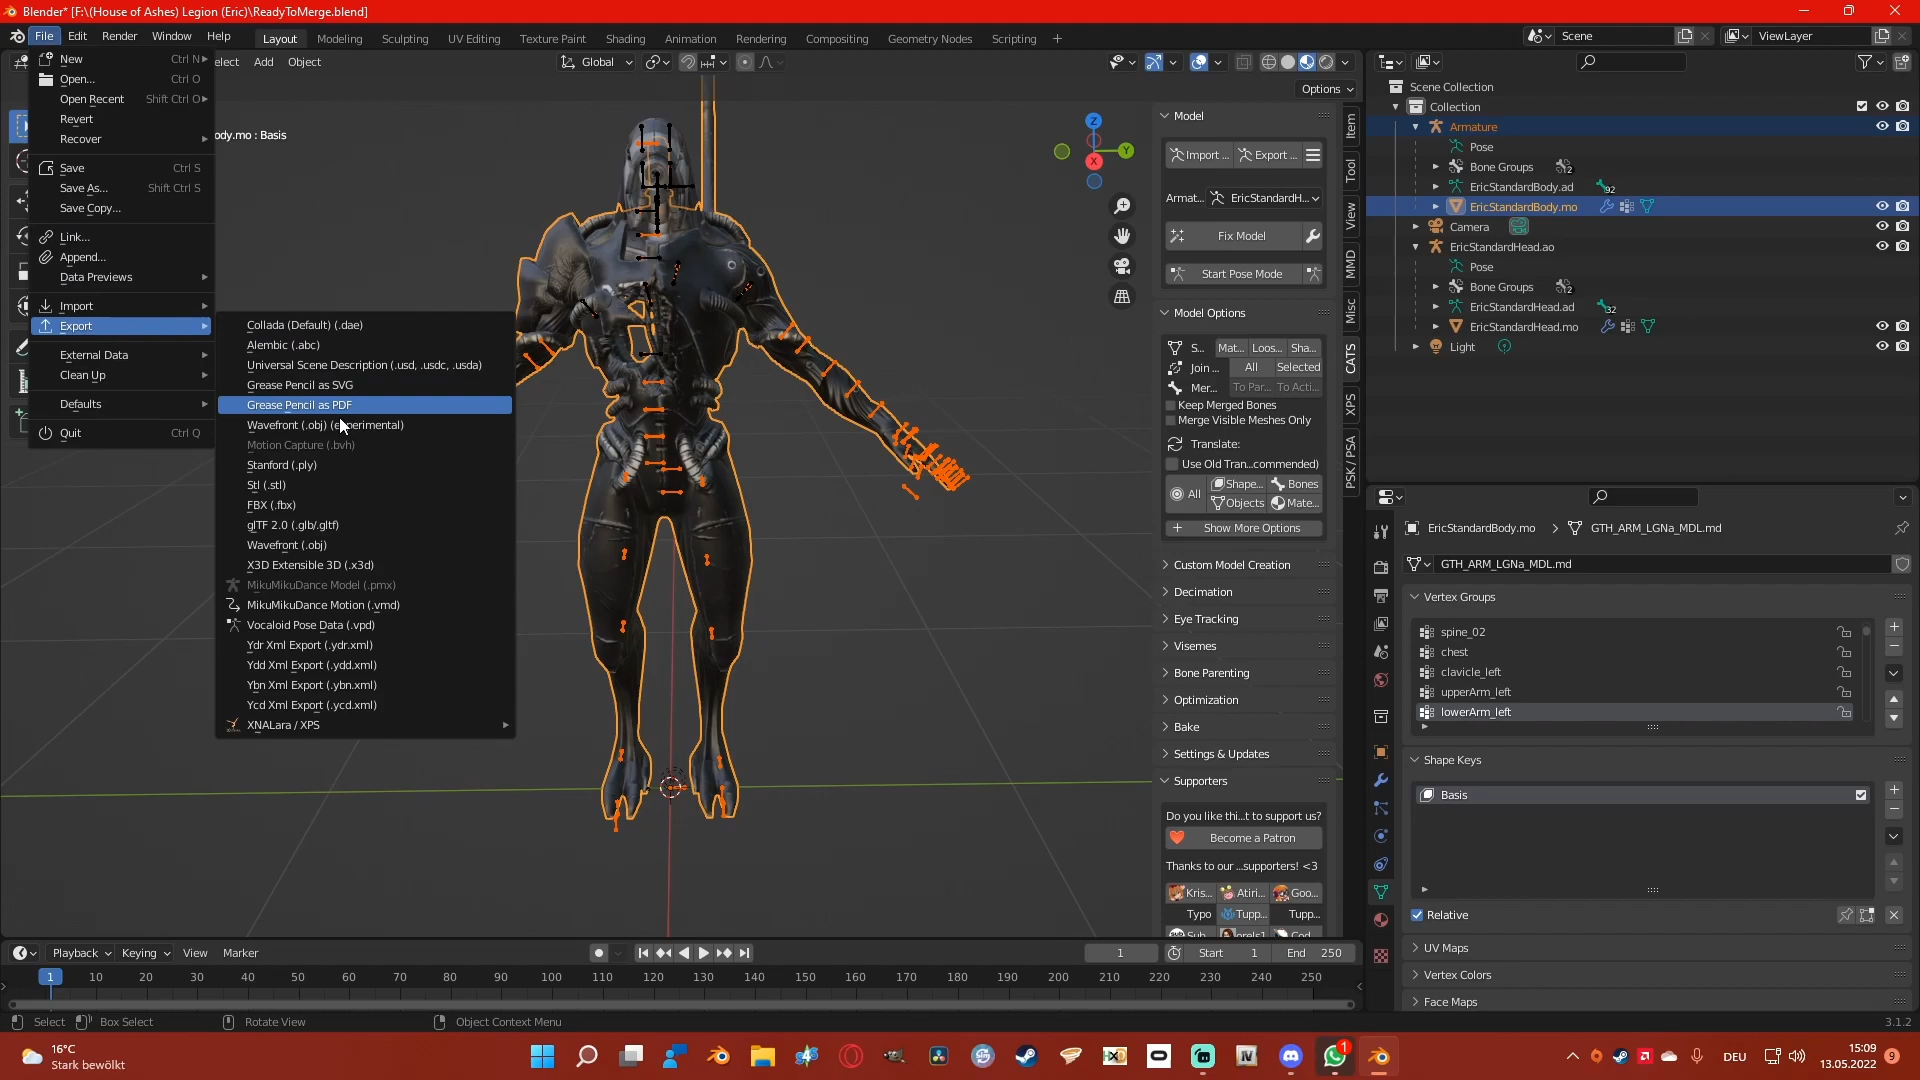 Blender* [F:\(House of Ashes) Legion (Eric)\ReadyToMerge.blend]
File Edit Render Window Help
Layout Modeling Sculpting UV Editing Texture Paint Shading Animation Rendering Compositing Geometry Nodes Scripting +
Scene
ViewLayer
elect Add Object
Global
Options
ody.mo : Basis
New Ctrl N
Open... Ctrl O
Open Recent Shift Ctrl O
Revert
Recover
Save Ctrl S
Save As... Shift Ctrl S
Save Copy...
Link...
Append...
Data Previews
Import
Export
External Data
Clean Up
Defaults
Quit Ctrl Q
Collada (Default) (.dae)
Alembic (.abc)
Universal Scene Description (.usd, .usdc, .usda)
Grease Pencil as SVG
Grease Pencil as PDF
Wavefront (.obj) (experimental)
Motion Capture (.bvh)
Stanford (.ply)
Stl (.stl)
FBX (.fbx)
glTF 2.0 (.glb/.gltf)
Wavefront (.obj)
X3D Extensible 3D (.x3d)
MikuMikuDance Model (.pmx)
MikuMikuDance Motion (.vmd)
Vocaloid Pose Data (.vpd)
Ydr Xml Export (.ydr.xml)
Ydd Xml Export (.ydd.xml)
Ybn Xml Export (.ybn.xml)
Ycd Xml Export (.ycd.xml)
XNALara / XPS
Z
Y
X
Model
Import ... Export ...
Armat... EricStandardH...
Fix Model
Start Pose Mode
Model Options
S... Mat... Loos... Sha...
Join ... All Selected
Mer... To Par... To Acti...
Keep Merged Bones
Merge Visible Meshes Only
Translate:
Use Old Tran...commended)
All Shape... Bones
Objects Mate...
+ Show More Options
Custom Model Creation
Decimation
Eye Tracking
Visemes
Bone Parenting
Optimization
Bake
Settings & Updates
Supporters
Do you like thi...t to support us?
Become a Patron
Thanks to our ...supporters! <3
Kris... Atiri... Goo...
Typo Tupp... Tupp...
Item
Tool
View
MMD
Misc
CATS
XPS
PSK / PSA
Scene Collection
Collection
Armature
Pose
Bone Groups 12
EricStandardBody.ad 92
EricStandardBody.mo
Camera
EricStandardHead.ao
Pose
Bone Groups 12
EricStandardHead.ad 32
EricStandardHead.mo
Light
EricStandardBody.mo > GTH_ARM_LGNa_MDL.md
GTH_ARM_LGNa_MDL.md
Vertex Groups
spine_02
chest
clavicle_left
upperArm_left
lowerArm_left
Shape Keys
Basis
Relative
UV Maps
Vertex Colors
Face Maps
Playback Keying View Marker
1 Start 1 End 250
1 10 20 30 40 50 60 70 80 90 100 110 120 130 140 150 160 170 180 190 200 210 220 230 240 250
Select Box Select Rotate View Object Context Menu
3.1.2
16°C
Stark bewölkt
1
DEU
15:09
13.05.2022
9